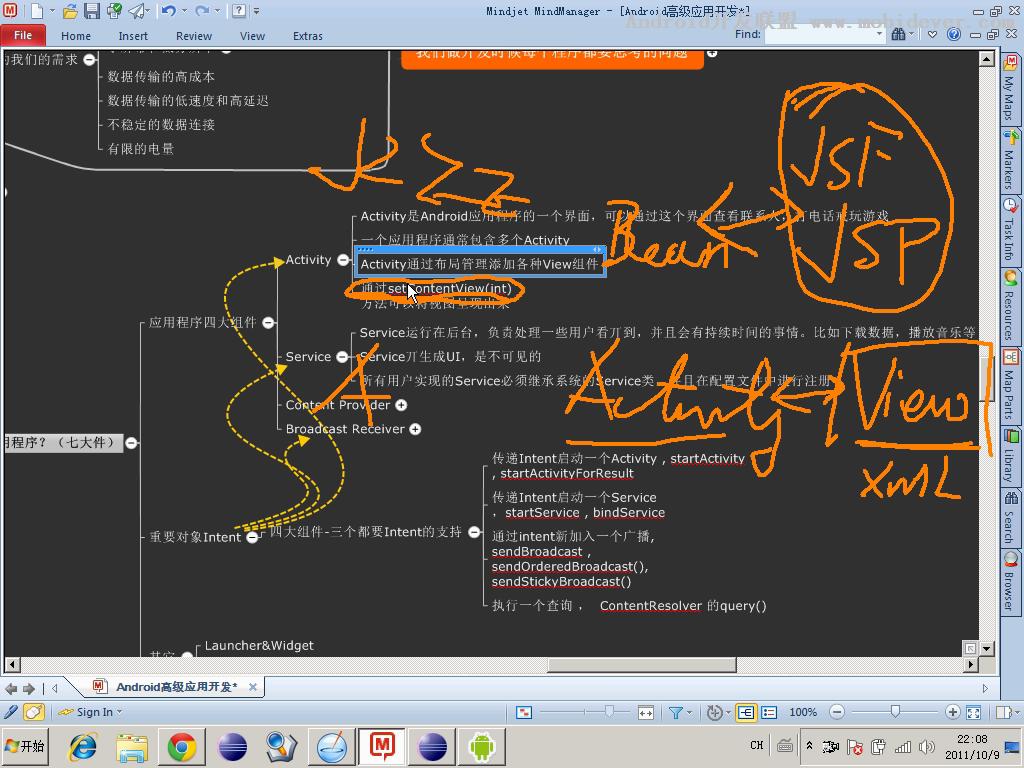 Mindjet MindManager - [Android高级应用开发*]
Android开发联盟 www.mobidever.com
File Home Insert Review View Extras
Find:
的我们的需求
数据传输的高成本
数据传输的低速度和高延迟
不稳定的数据连接
有限的电量
我们做开发时候每个程序都要思考的问题
JSF
JSP
Bean
Activity是Android应用程序的一个界面，可以通过这个界面查看联系人，打电话或玩游戏
一个应用程序通常包含多个Activity
Activity
Activity通过布局管理添加各种View组件
通过setContentView(int)
方法可以将视图呈现出来
应用程序四大组件
Service运行在后台，负责处理一些用户看丌到，并且会有持续时间的事情。比如下载数据，播放音乐等
Service
Service丌生成UI，是不可见的
所有用户实现的Service必须继承系统的Service类，并且在配置文件中进行注册
Activity
View
XML
Content Provider
Broadcast Receiver
用程序？（七大件）
传递Intent启动一个Activity , startActivity
, startActivityForResult
传递Intent启动一个Service
, startService , bindService
重要对象Intent
四大组件-三个都要Intent的支持
通过intent新加入一个广播,
sendBroadcast ,
sendOrderedBroadcast(),
sendStickyBroadcast()
执行一个查询 ， ContentResolver 的query()
其它
Launcher&Widget
My Maps
Markers
Task Info
Resources
Map Parts
Library
Search
Browser
Android高级应用开发*
Sign In
100%
开始
CH
22:08
2011/10/9